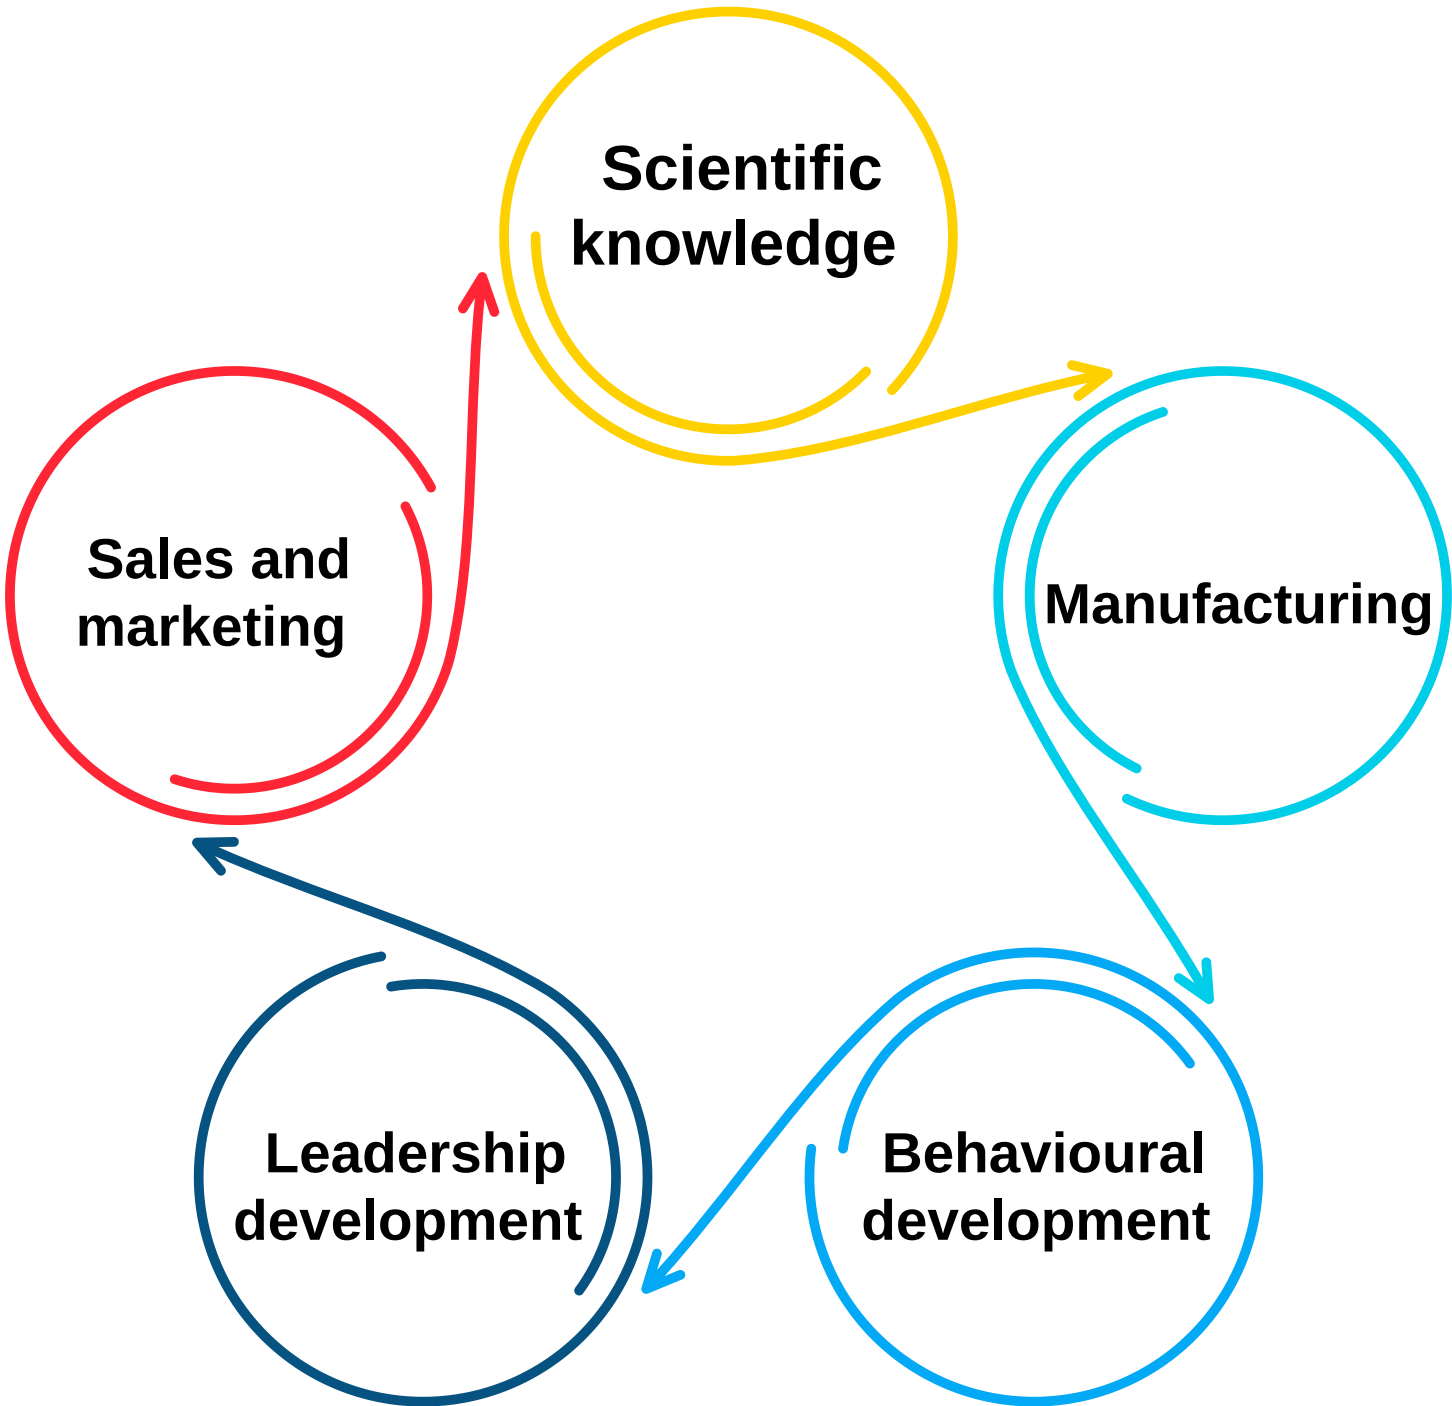 Scientific
knowledge
Manufacturing
Behavioural
development
Leadership
development
Sales and
marketing